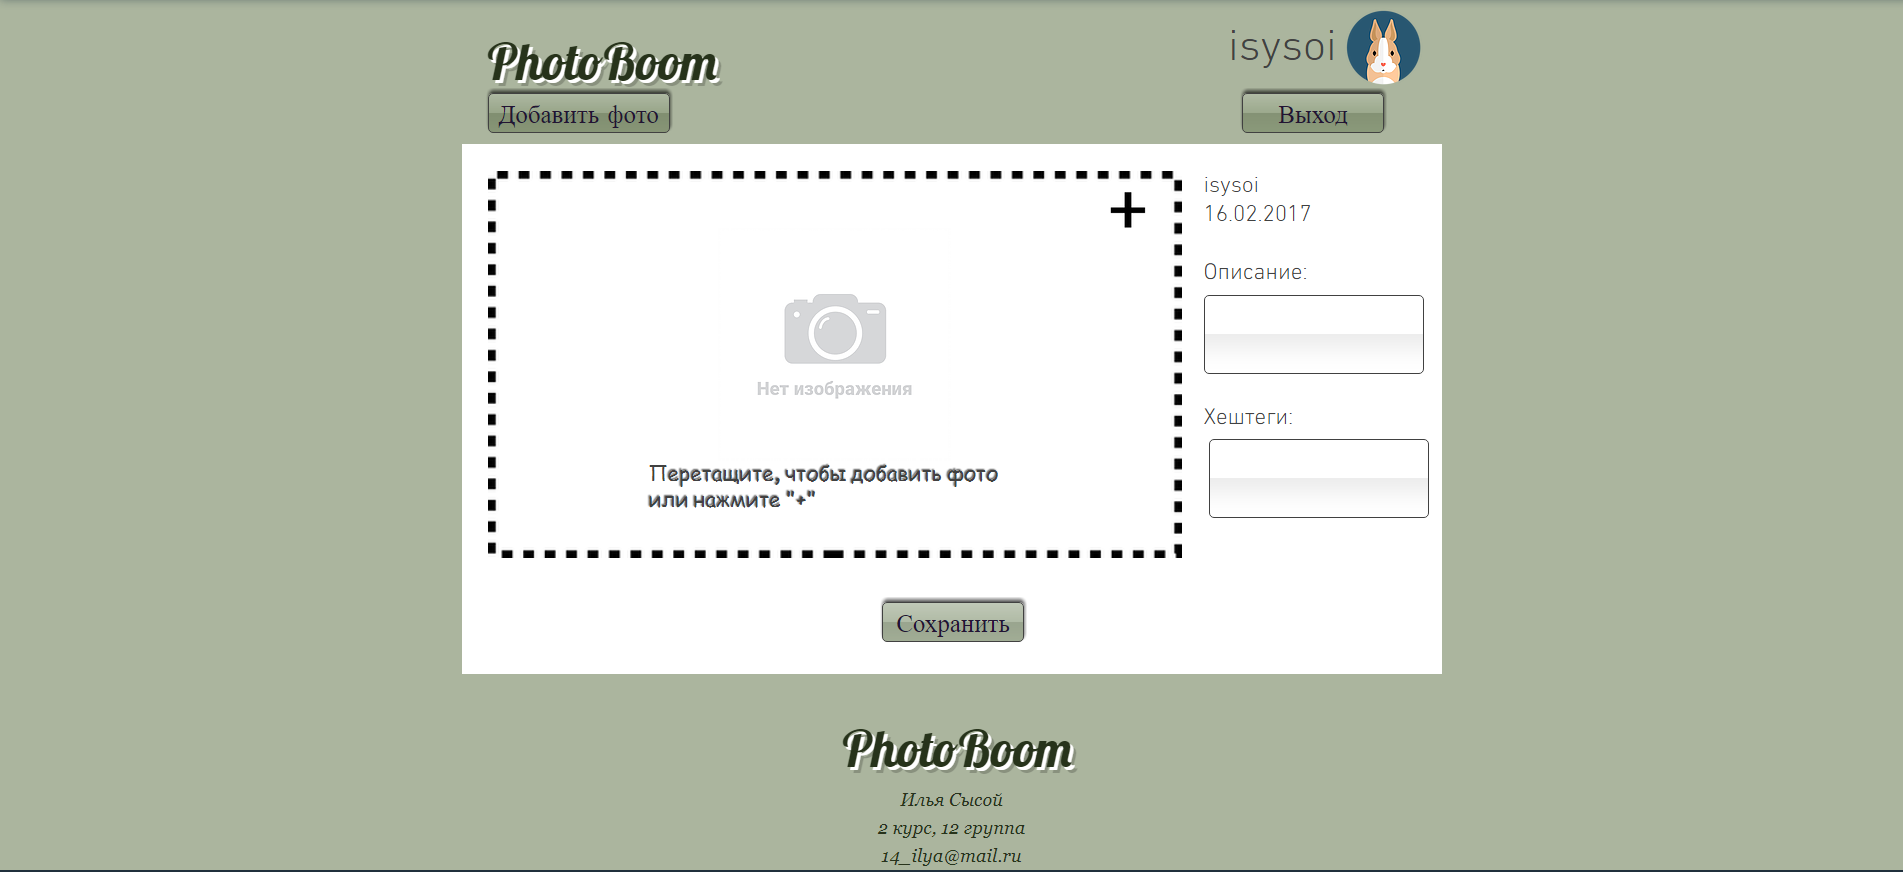 PhotoBoom
isysoi
Добавить фото
Выход
isysoi
16.02.2017
Описание:
Нет изображения
Хештеги:
Перетащите, чтобы добавить фото
или нажмите "+"
Сохранить
PhotoBoom
Илья Сысой
2 курс, 12 группа
14_ilya@mail.ru